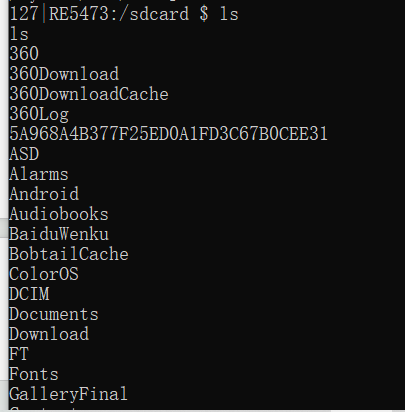 127|RE5473:/sdcard $ ls
ls
360
360Download
360DownloadCache
360Log
5A968A4B377F25ED0A1FD3C67B0CEE31
ASD
Alarms
Android
Audiobooks
BaiduWenku
BobtailCache
ColorOS
DCIM
Documents
Download
FT
Fonts
GalleryFinal